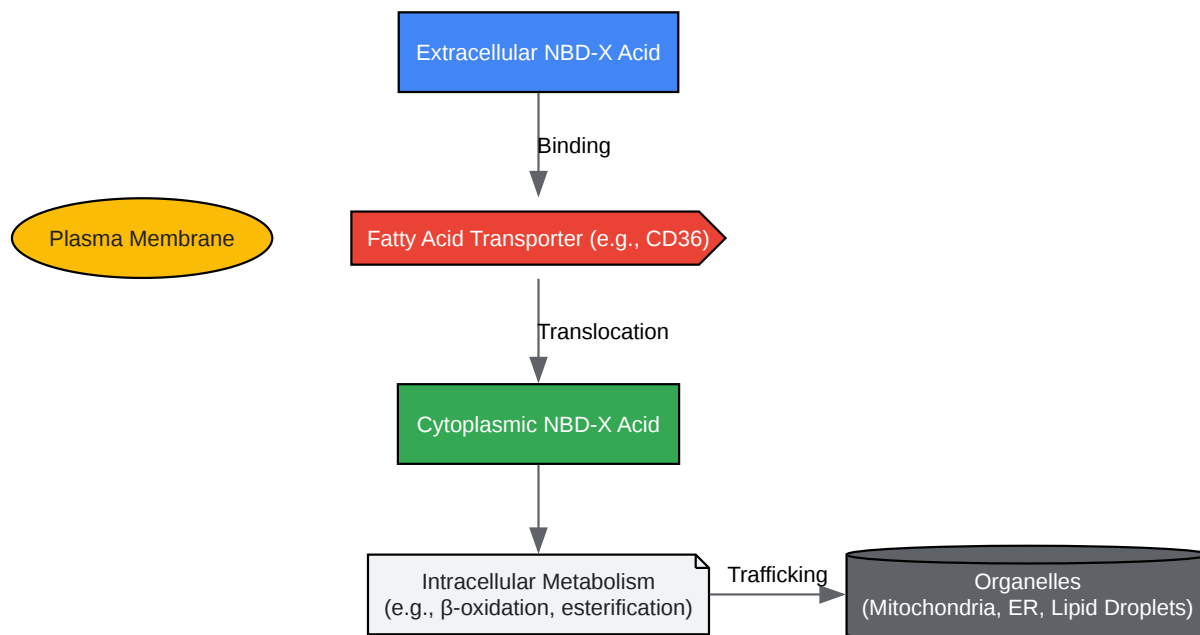 Extracellular NBD-X Acid
Binding
Plasma Membrane
Fatty Acid Transporter (e.g., CD36)
Translocation
Cytoplasmic NBD-X Acid
Intracellular Metabolism
(e.g., β-oxidation, esterification)
Trafficking
Organelles
(Mitochondria, ER, Lipid Droplets)